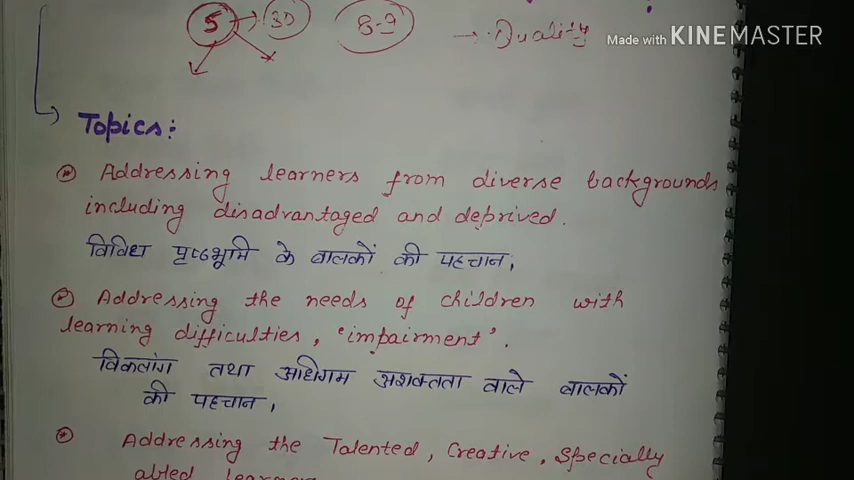 5 → 3D 8-9 → Quality
Made with KINEMASTER
Topics:
Addressing learners from diverse backgrounds
including disadvantaged and deprived.
विविध पृष्ठभूमि के बालकों की पहचान,
Addressing the needs of children with
learning difficulties, 'impairment'.
विकलांग तथा अधिगम अशक्तता वाले बालकों
की पहचान,
Addressing the Talented, Creative, Specially
abled